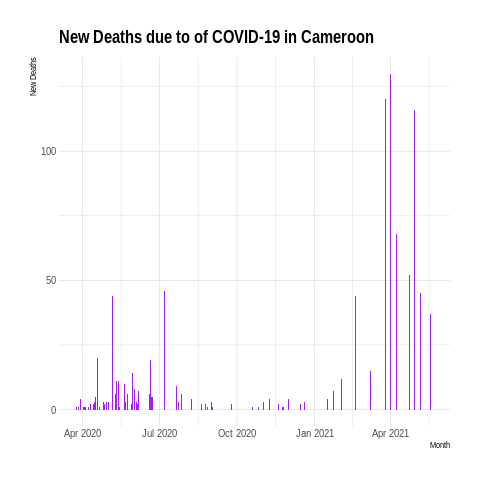 New Deaths due to of COVID-19 in Cameroon
New Deaths
100
50
0
Apr 2020 Jul 2020 Oct 2020 Jan 2021 Apr 2021
Month